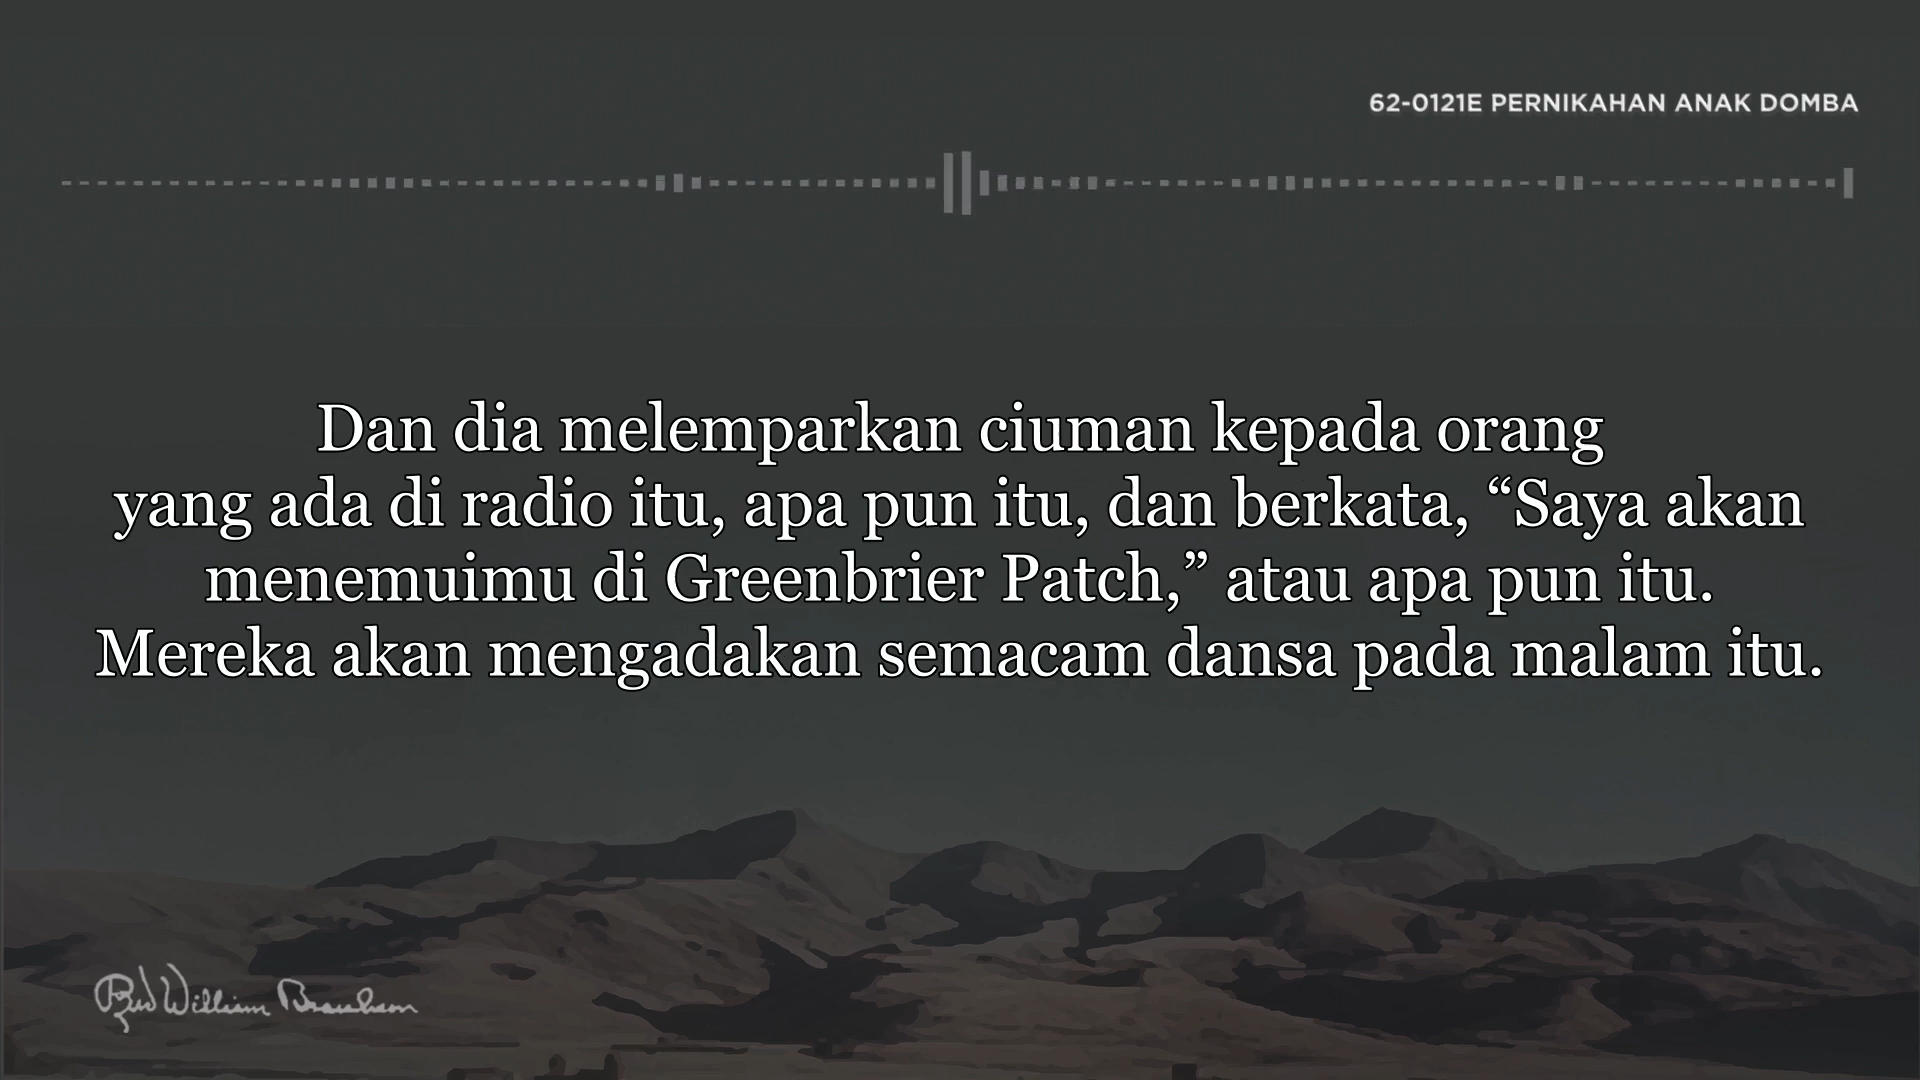 62-0121E PERNIKAHAN ANAK DOMBA
Dan dia melemparkan ciuman kepada orang
yang ada di radio itu, apa pun itu, dan berkata, “Saya akan
menemuimu di Greenbrier Patch,” atau apa pun itu.
Mereka akan mengadakan semacam dansa pada malam itu.
Rev William Branham